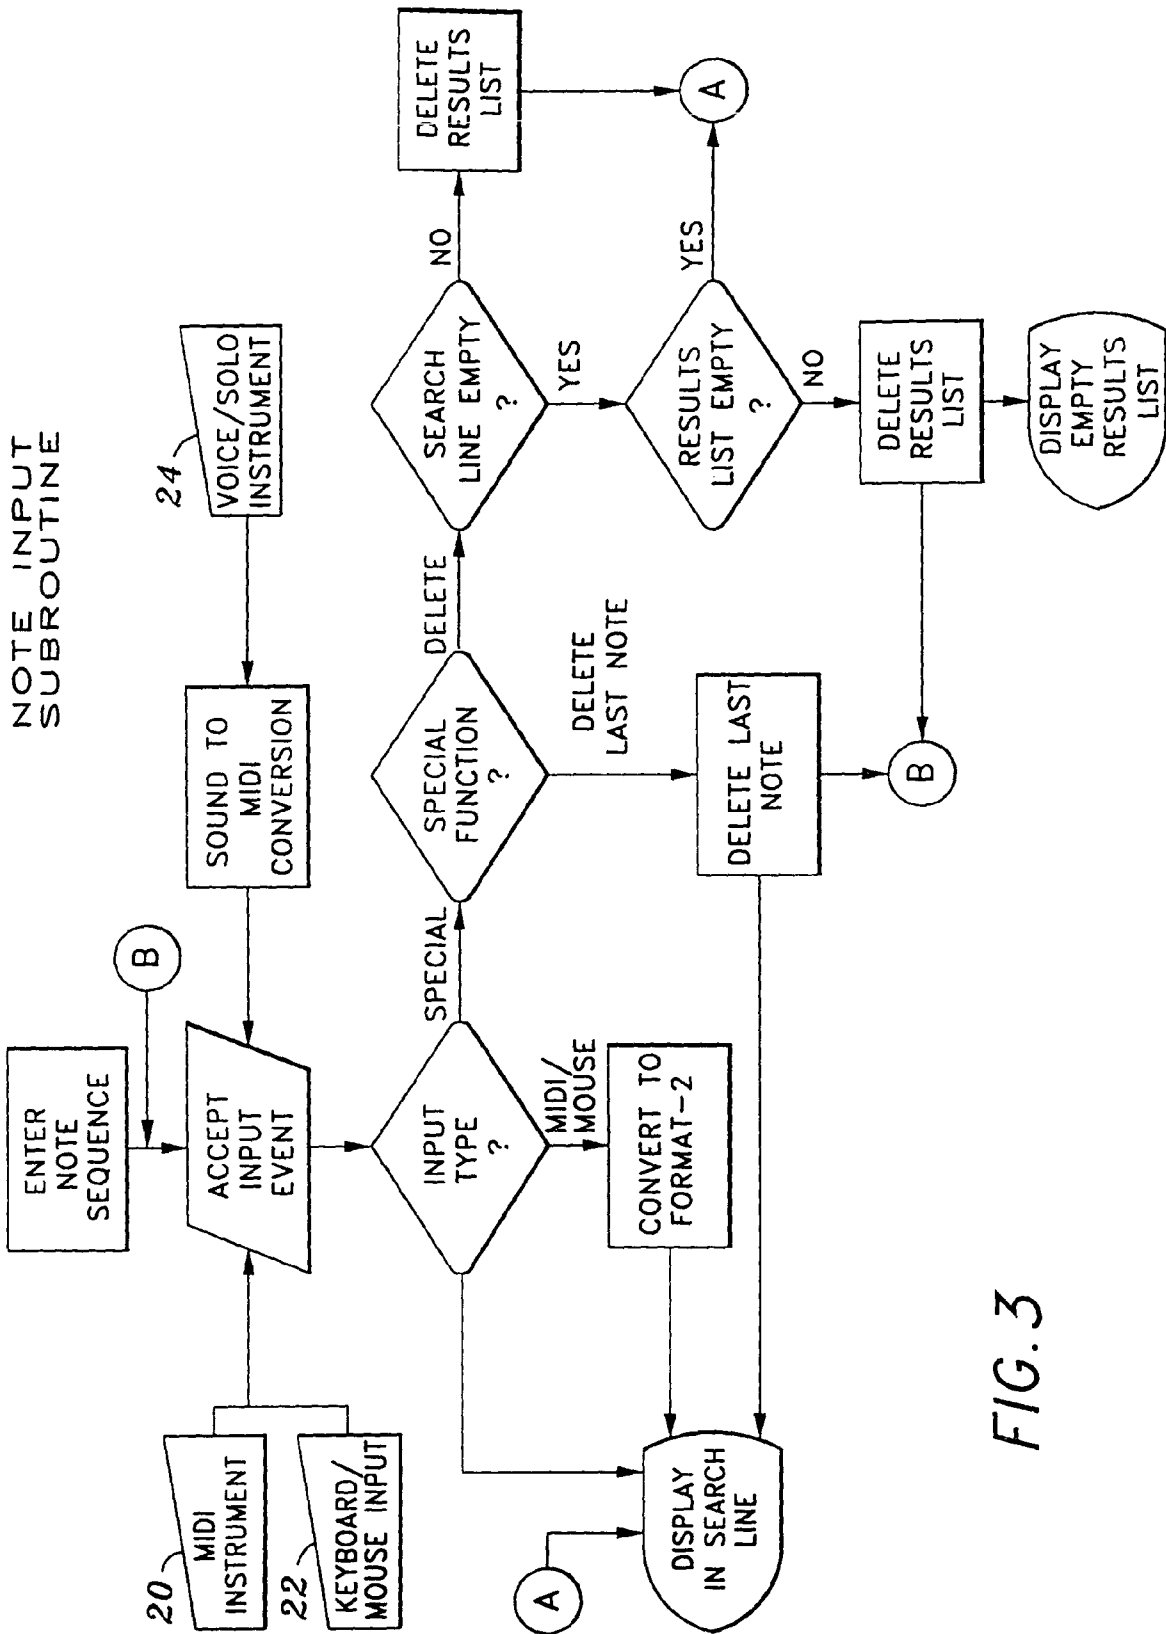 NOTE INPUT
SUBROUTINE
ENTER
NOTE
SEQUENCE
B
20
MIDI
INSTRUMENT
22
KEYBOARD/
MOUSE INPUT
ACCEPT
INPUT
EVENT
SOUND TO
MIDI
CONVERSION
24
VOICE/SOLO
INSTRUMENT
INPUT
TYPE
?
SPECIAL
SPECIAL
FUNCTION
?
DELETE
SEARCH
LINE EMPTY
?
NO
DELETE
RESULTS
LIST
MIDI/
MOUSE
CONVERT TO
FORMAT-2
DELETE
LAST NOTE
DELETE LAST
NOTE
YES
RESULTS
LIST EMPTY
?
YES
A
A
DISPLAY
IN SEARCH
LINE
B
NO
DELETE
RESULTS
LIST
DISPLAY
EMPTY
RESULTS
LIST
FIG. 3